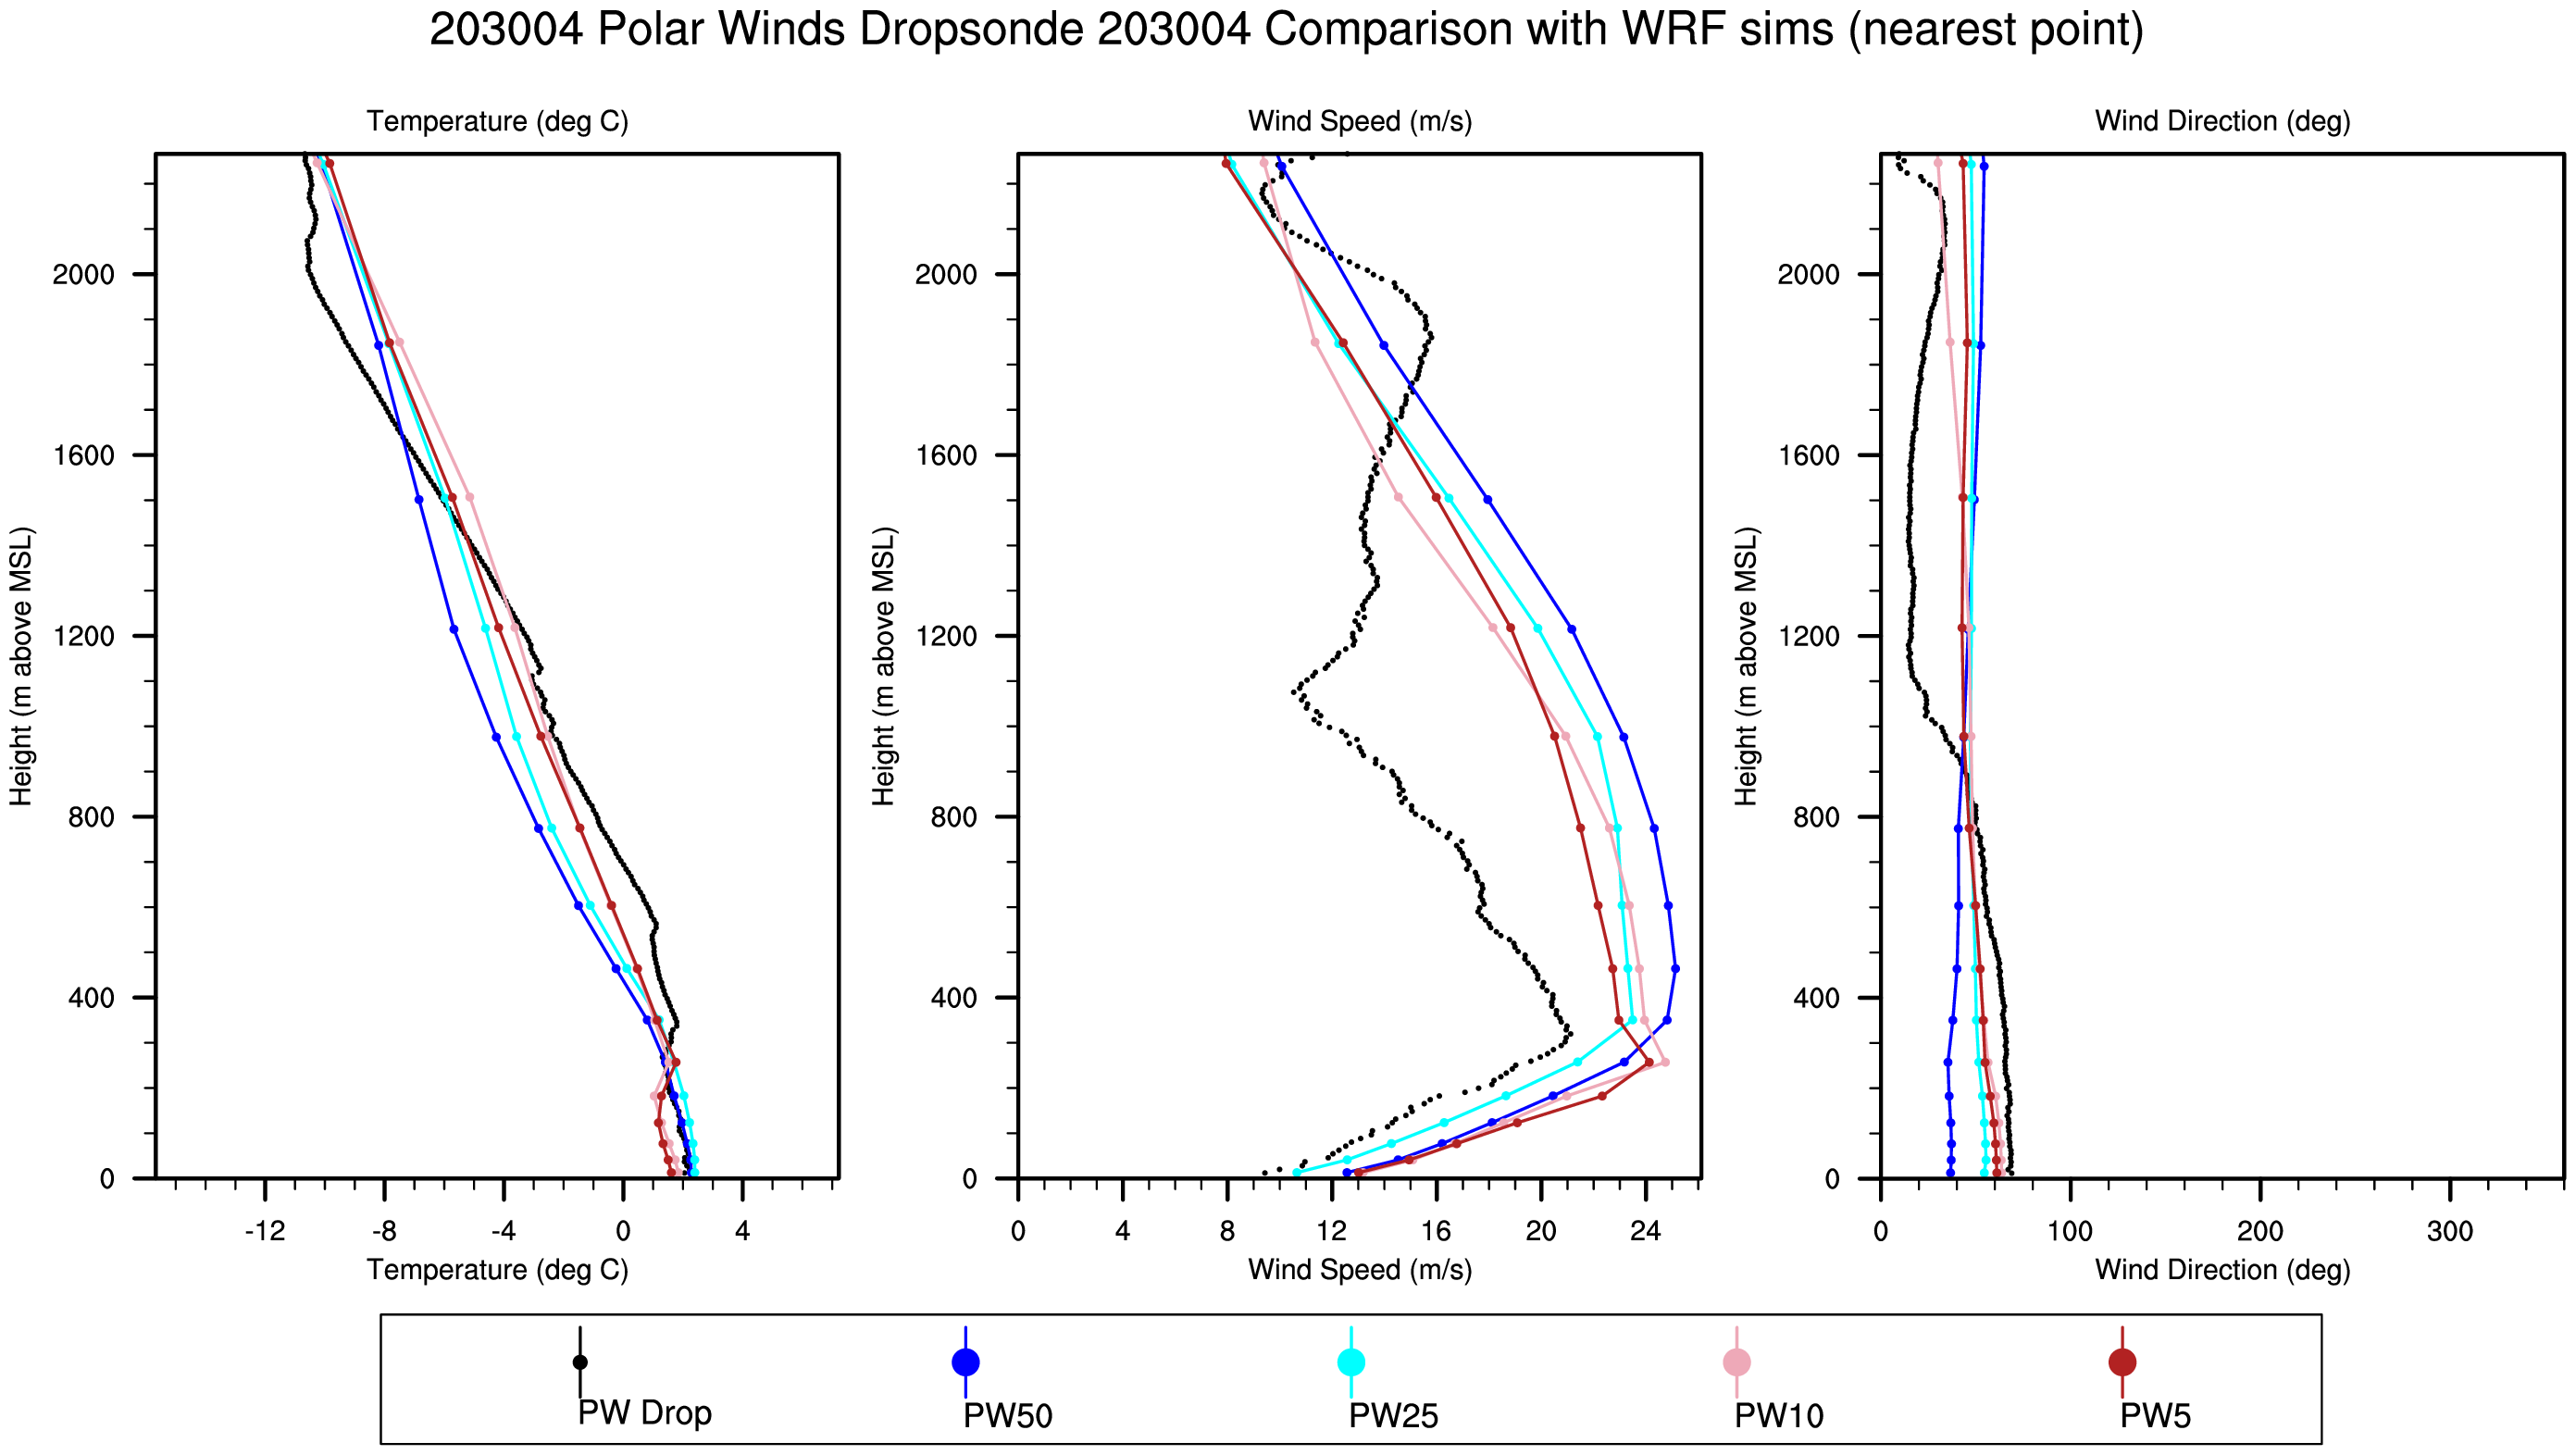 203004 Polar Winds Dropsonde 203004 Comparison with WRF sims (nearest point)
Temperature (deg C) Wind Speed (m/s) Wind Direction (deg)
2000 2000 2000
1600 1600 1600
1200 1200 1200
800 800 800
400 400 400
0 0 0
Height (m above MSL) Height (m above MSL) Height (m above MSL)
-12 -8 -4 0 4 0 4 8 12 16 20 24 0 100 200 300
Temperature (deg C) Wind Speed (m/s) Wind Direction (deg)
PW Drop PW50 PW25 PW10 PW5